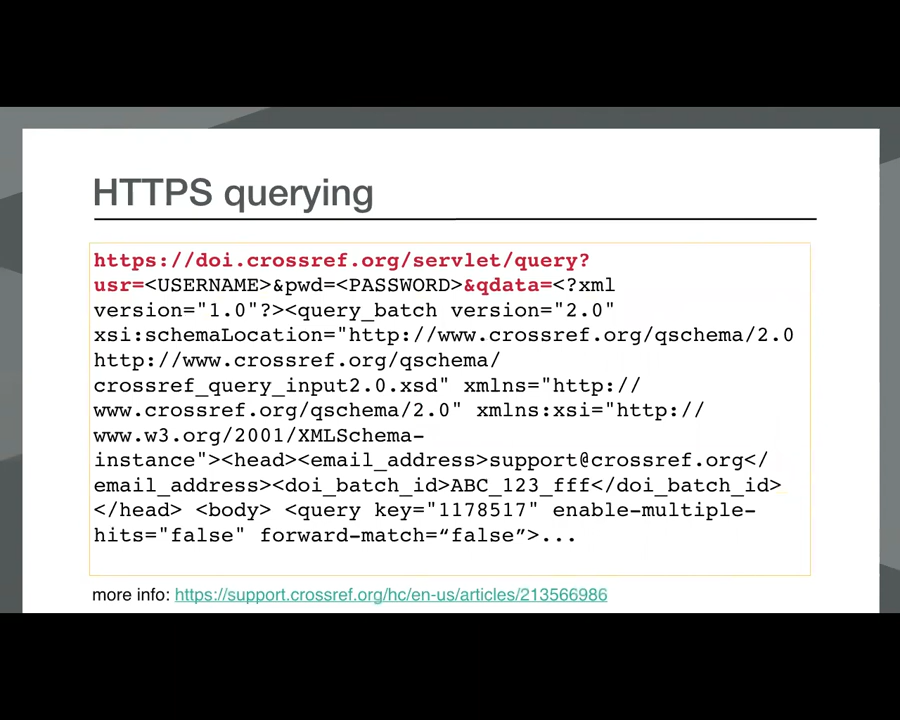 HTTPS querying
https://doi.crossref.org/servlet/query?
usr=<USERNAME>&pwd=<PASSWORD>&qdata=<?xml
version="1.0"?><query_batch version="2.0"
xsi:schemaLocation="http://www.crossref.org/qschema/2.0
http://www.crossref.org/qschema/
crossref_query_input2.0.xsd" xmlns="http://
www.crossref.org/qschema/2.0" xmlns:xsi="http://
www.w3.org/2001/XMLSchema-
instance"><head><email_address>support@crossref.org</
email_address><doi_batch_id>ABC_123_fff</doi_batch_id>
</head> <body> <query key="1178517" enable-multiple-
hits="false" forward-match=“false”>...
more info: https://support.crossref.org/hc/en-us/articles/213566986